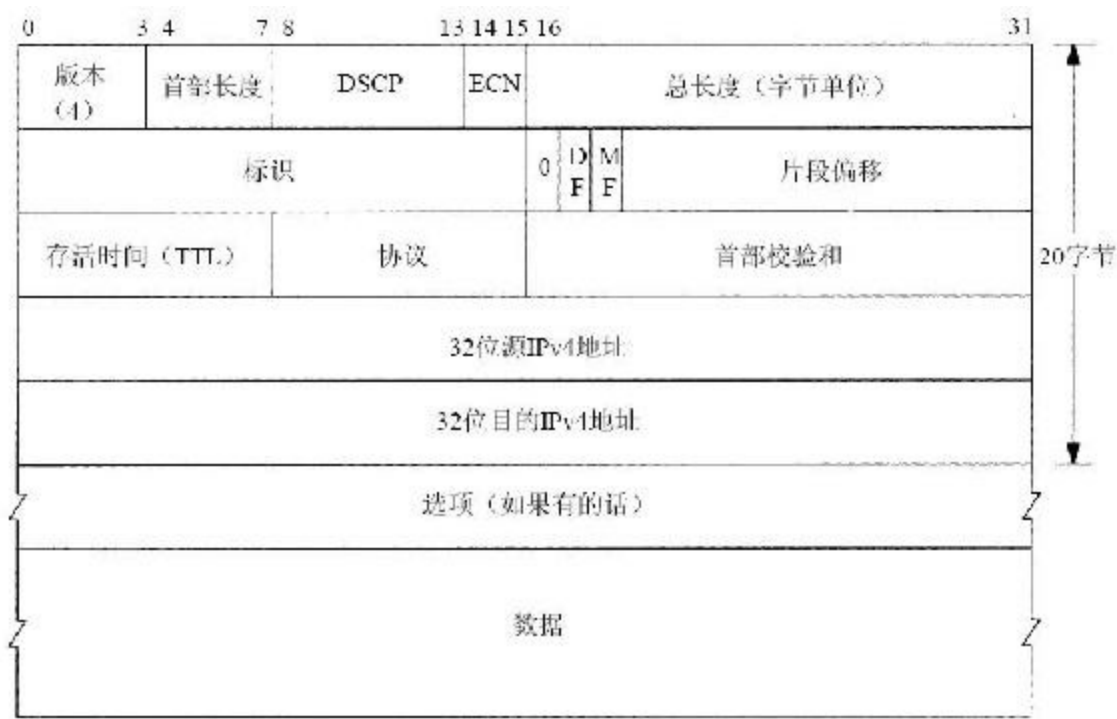 0 3 4 7 8 13 14 15 16 31
版本
(4)
首部长度
DSCP
ECN
总长度（字节单位）
标识
0
D
F
M
F
片段偏移
存活时间（TTL）
协议
首部校验和
20字节
32位源IPv4地址
32位目的IPv4地址
选项（如果有的话）
数据